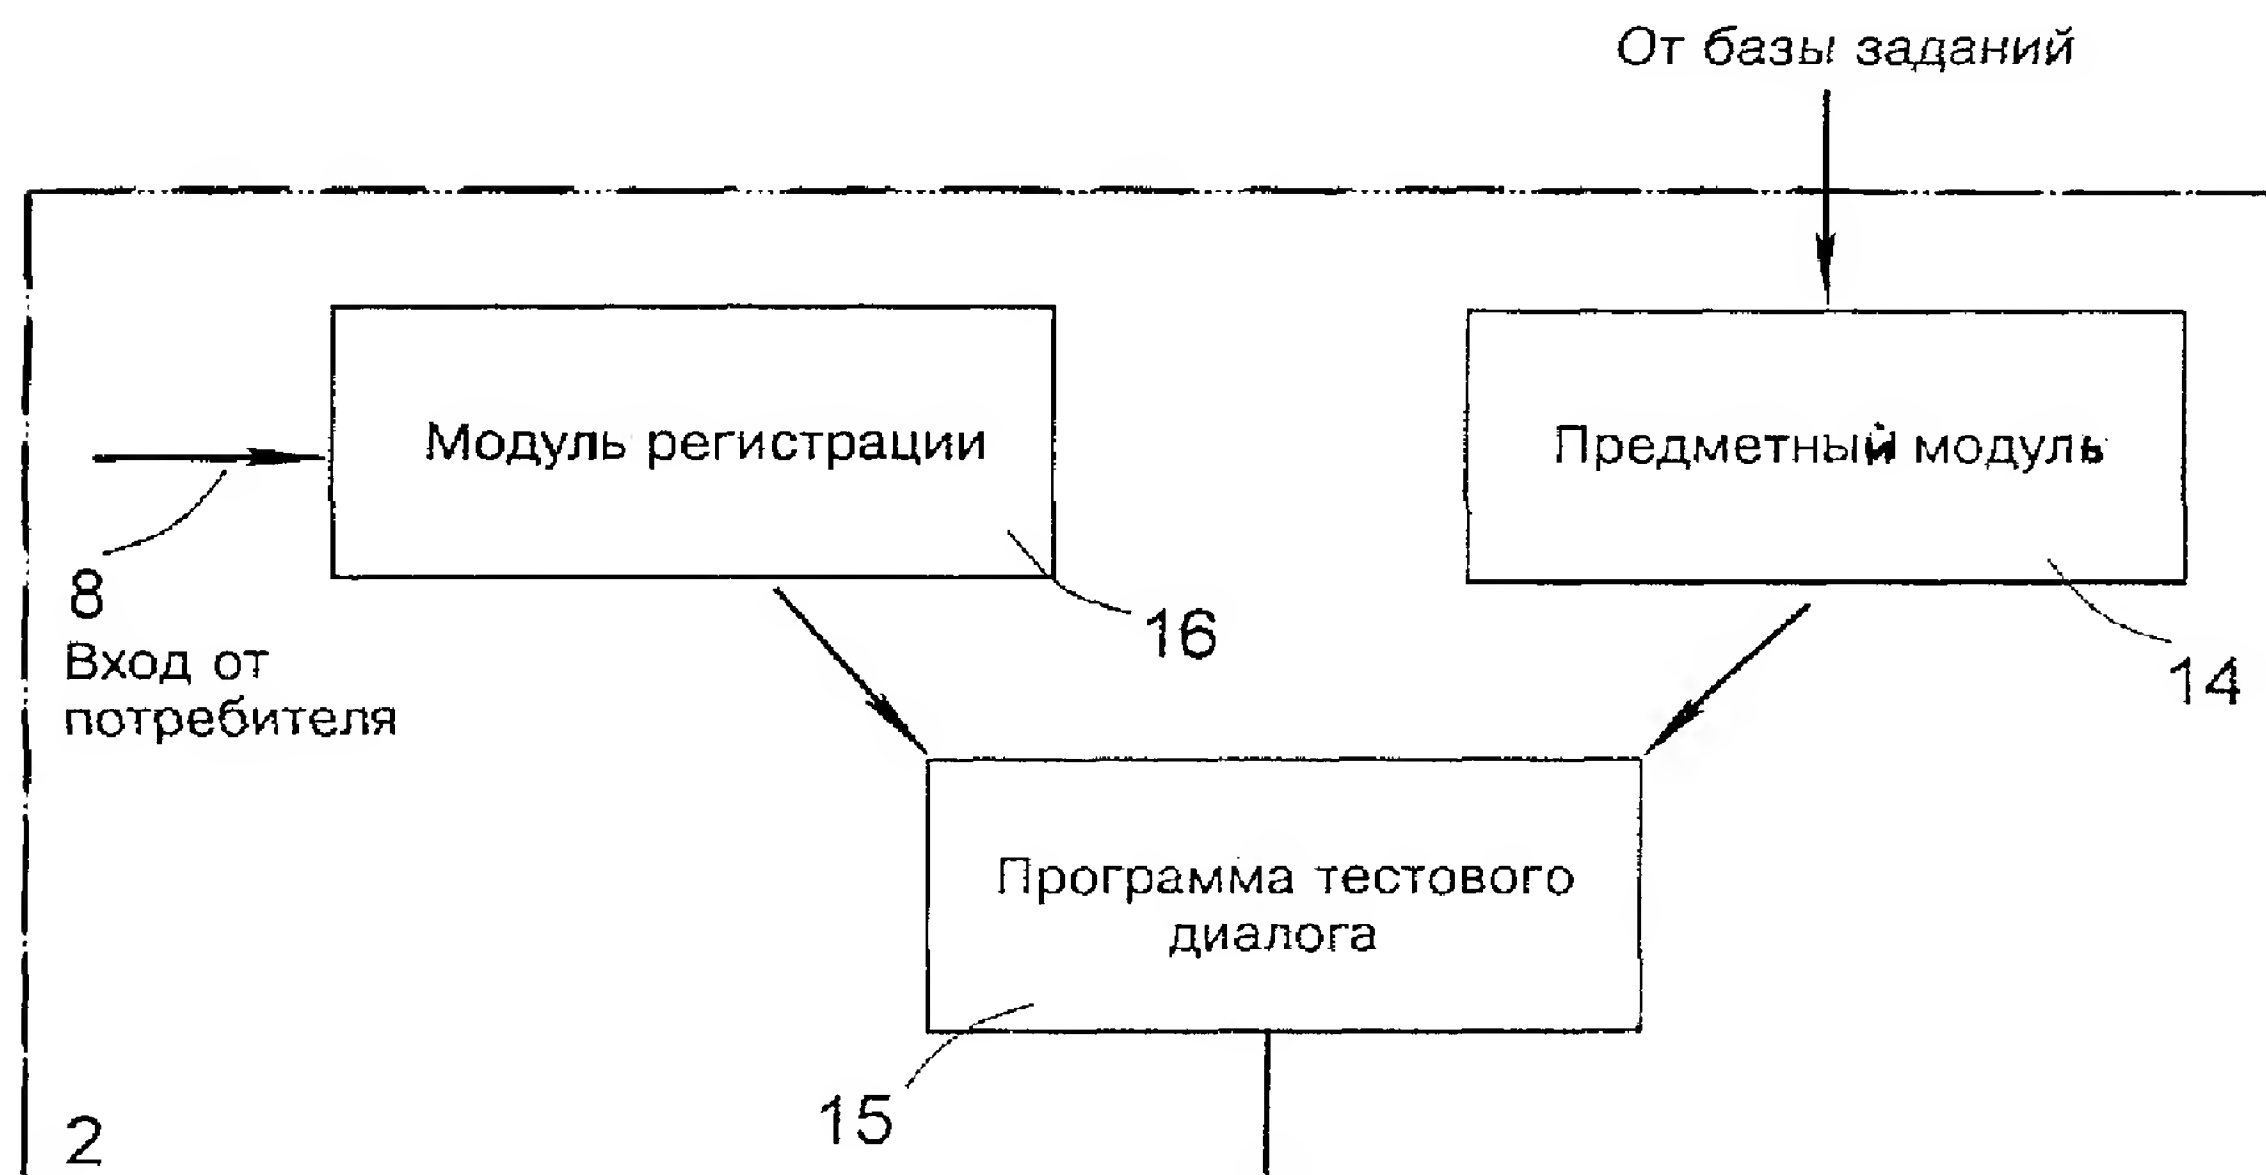 От базы заданий
Модуль регистрации
Предметный модуль
8
Вход от
потребителя
16
14
Программа тестового
диалога
15
2